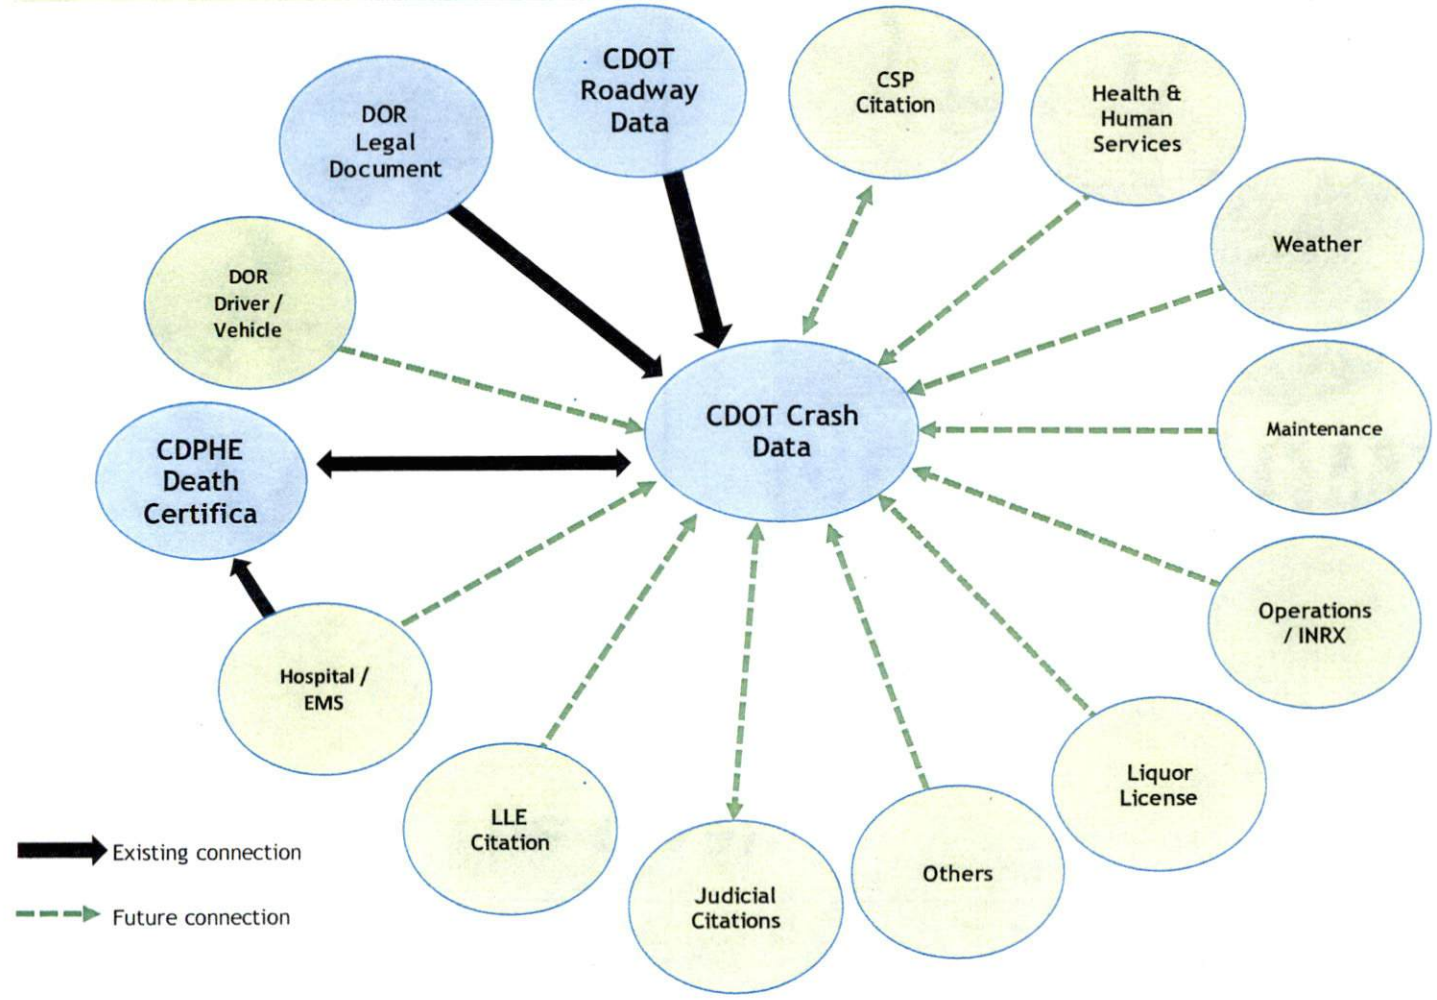 CDOT
Roadway
Data
CSP
Citation
Health &
Human
Services
DOR
Legal
Document
Weather
DOR
Driver /
Vehicle
CDOT Crash
Data
Maintenance
CDPHE
Death
Certifica
Operations
/ INRX
Hospital /
EMS
Liquor
License
LLE
Citation
Others
Judicial
Citations
Existing connection
Future connection